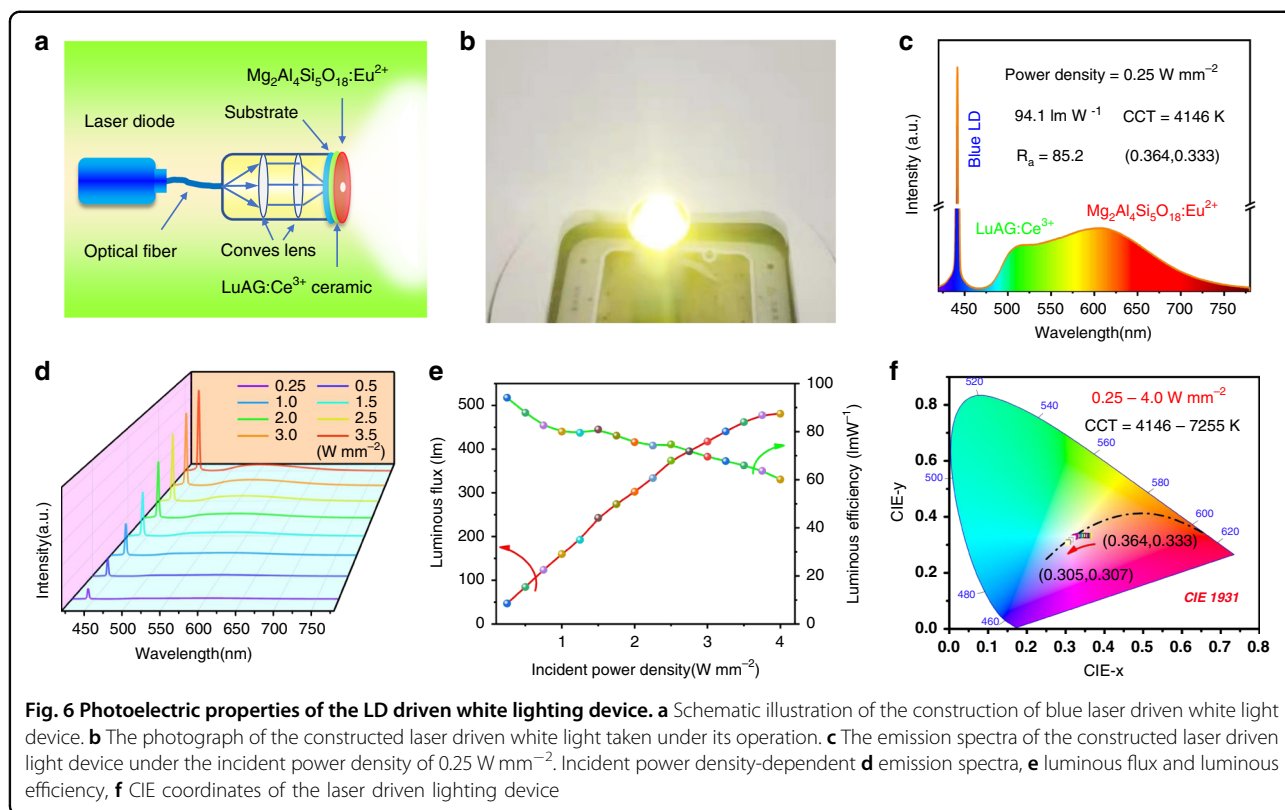 a
Mg₂Al₄Si₅O₁₈:Eu²⁺
Substrate
Laser diode
Optical fiber
Conves lens
LuAG:Ce³⁺ ceramic
b
c
Power density = 0.25 W mm⁻²
94.1 lm W⁻¹ CCT = 4146 K
Rₐ = 85.2 (0.364,0.333)
Blue LD
Mg₂Al₄Si₅O₁₈:Eu²⁺
LuAG:Ce³⁺
Intensity (a.u.)
450 500 550 600 650 700 750
Wavelength(nm)
d
0.25 0.5
1.0 1.5
2.0 2.5
3.0 3.5
(W mm⁻²)
Intensity(a.u.)
450 500 550 600 650 700 750
Wavelength(nm)
e
Luminous flux (lm)
500
400
300
200
100
0
100
80
60
40
20
0
Luminous efficiency (lmW⁻¹)
1 2 3 4
Incident power density(W mm⁻²)
f
0.25 – 4.0 W mm⁻²
CCT = 4146 – 7255 K
520
540
560
580
600
620
500
480
460
(0.364,0.333)
(0.305,0.307)
CIE 1931
CIE-y
0.8
0.6
0.4
0.2
0.0
0.0 0.1 0.2 0.3 0.4 0.5 0.6 0.7 0.8
CIE-x
Fig. 6 Photoelectric properties of the LD driven white lighting device. a Schematic illustration of the construction of blue laser driven white light
device. b The photograph of the constructed laser driven white light taken under its operation. c The emission spectra of the constructed laser driven
light device under the incident power density of 0.25 W mm⁻². Incident power density-dependent d emission spectra, e luminous flux and luminous
efficiency, f CIE coordinates of the laser driven lighting device